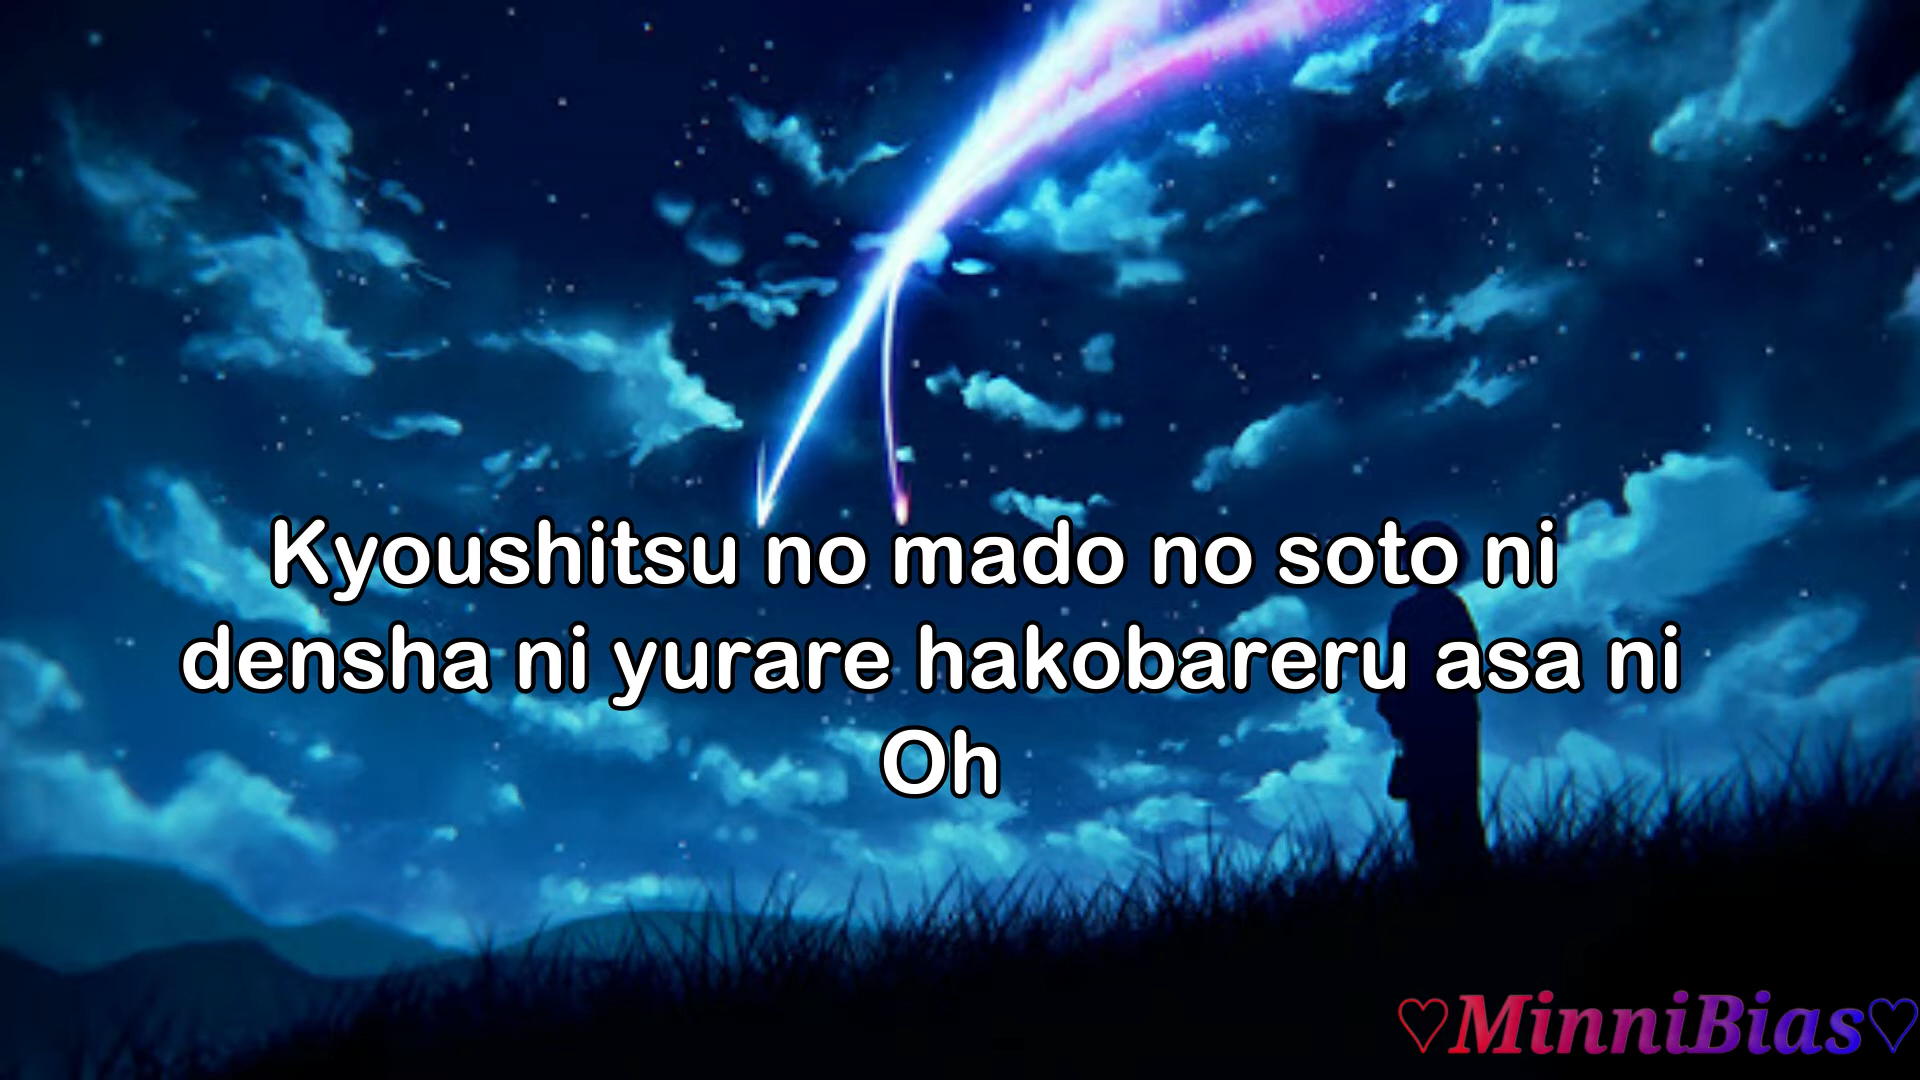 Kyoushitsu no mado no soto ni
densha ni yurare hakobareru asa ni
Oh
♡MinniBias♡